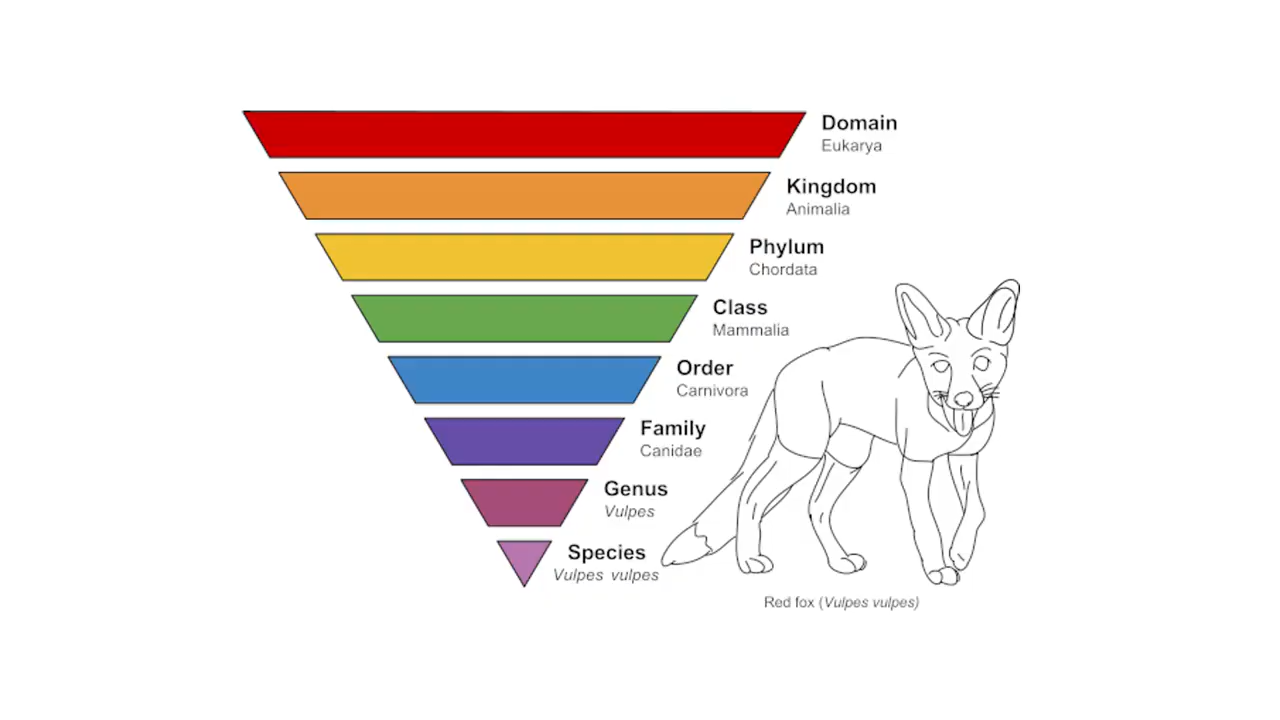 Domain
Eukarya
Kingdom
Animalia
Phylum
Chordata
Class
Mammalia
Order
Carnivora
Family
Canidae
Genus
Vulpes
Species
Vulpes vulpes
Red fox (Vulpes vulpes)